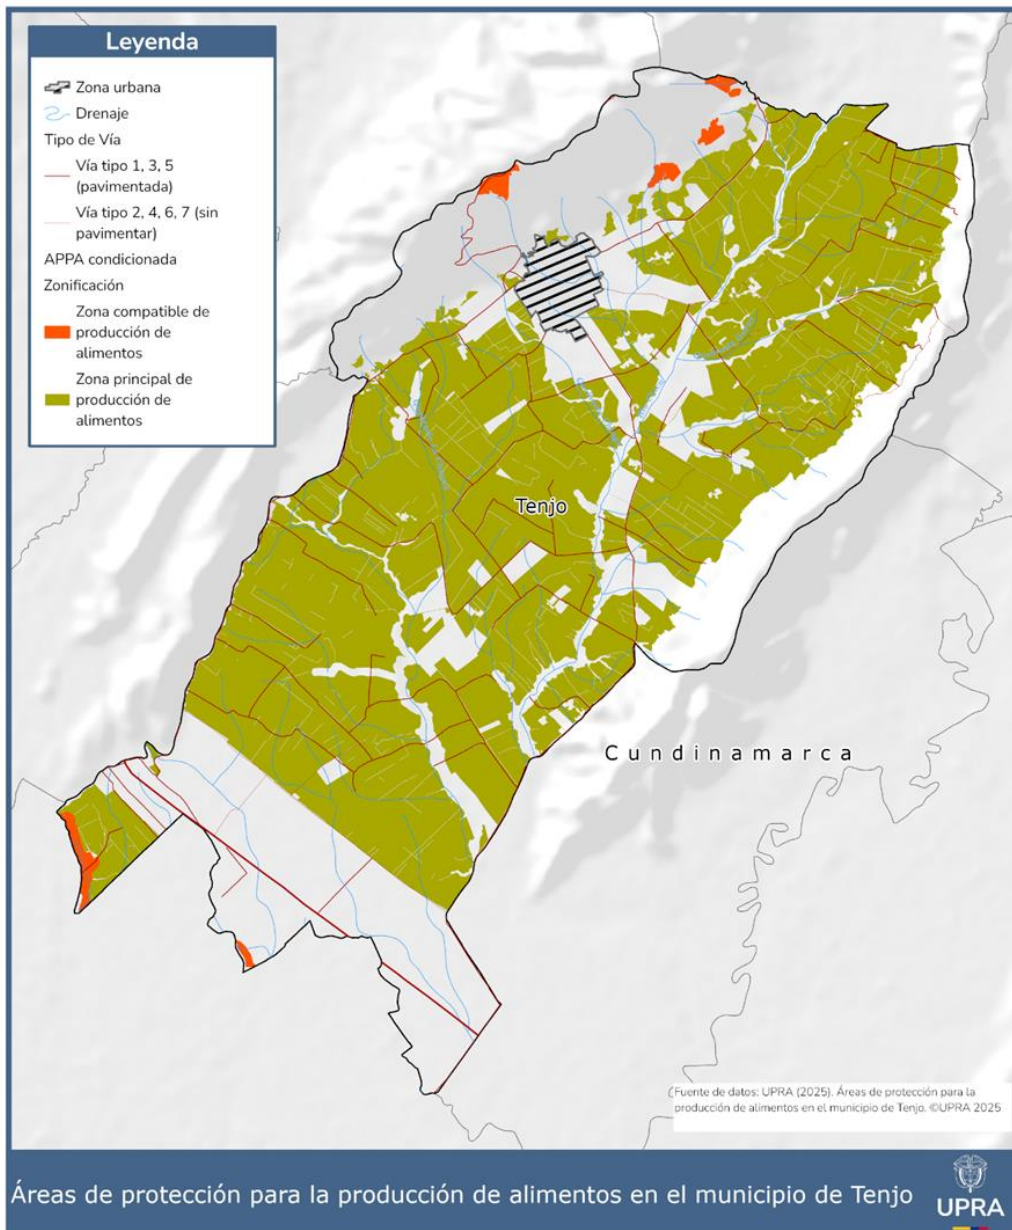 Leyenda
Zona urbana
Drenaje
Tipo de Vía
Vía tipo 1, 3, 5
(pavimentada)
Vía tipo 2, 4, 6, 7 (sin
pavimentar)
APPA condicionada
Zonificación
Zona compatible de
producción de
alimentos
Zona principal de
producción de
alimentos
Tenjo
Cundinamarca
Fuente de datos: UPRA (2025). Áreas de protección para la
producción de alimentos en el municipio de Tenjo. ©UPRA 2025
Áreas de protección para la producción de alimentos en el municipio de Tenjo
UPRA